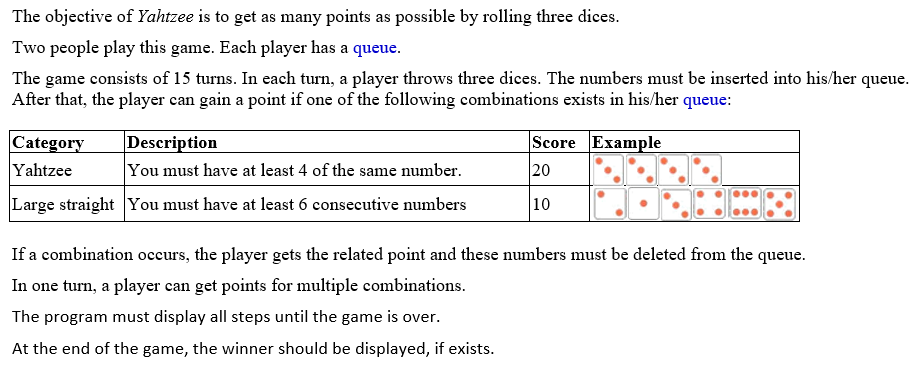 The objective of Yahtzee is to get as many points as possible by rolling three dices.
Two people play this game. Each player has a queue.
The game consists of 15 turns. In each turn, a player throws three dices. The numbers must be inserted into his/her queue.
After that, the player can gain a point if one of the following combinations exists in his/her queue:
Category Description Score Example
Yahtzee You must have at least 4 of the same number. 20
Large straight You must have at least 6 consecutive numbers 10
If a combination occurs, the player gets the related point and these numbers must be deleted from the queue.
In one turn, a player can get points for multiple combinations.
The program must display all steps until the game is over.
At the end of the game, the winner should be displayed, if exists.